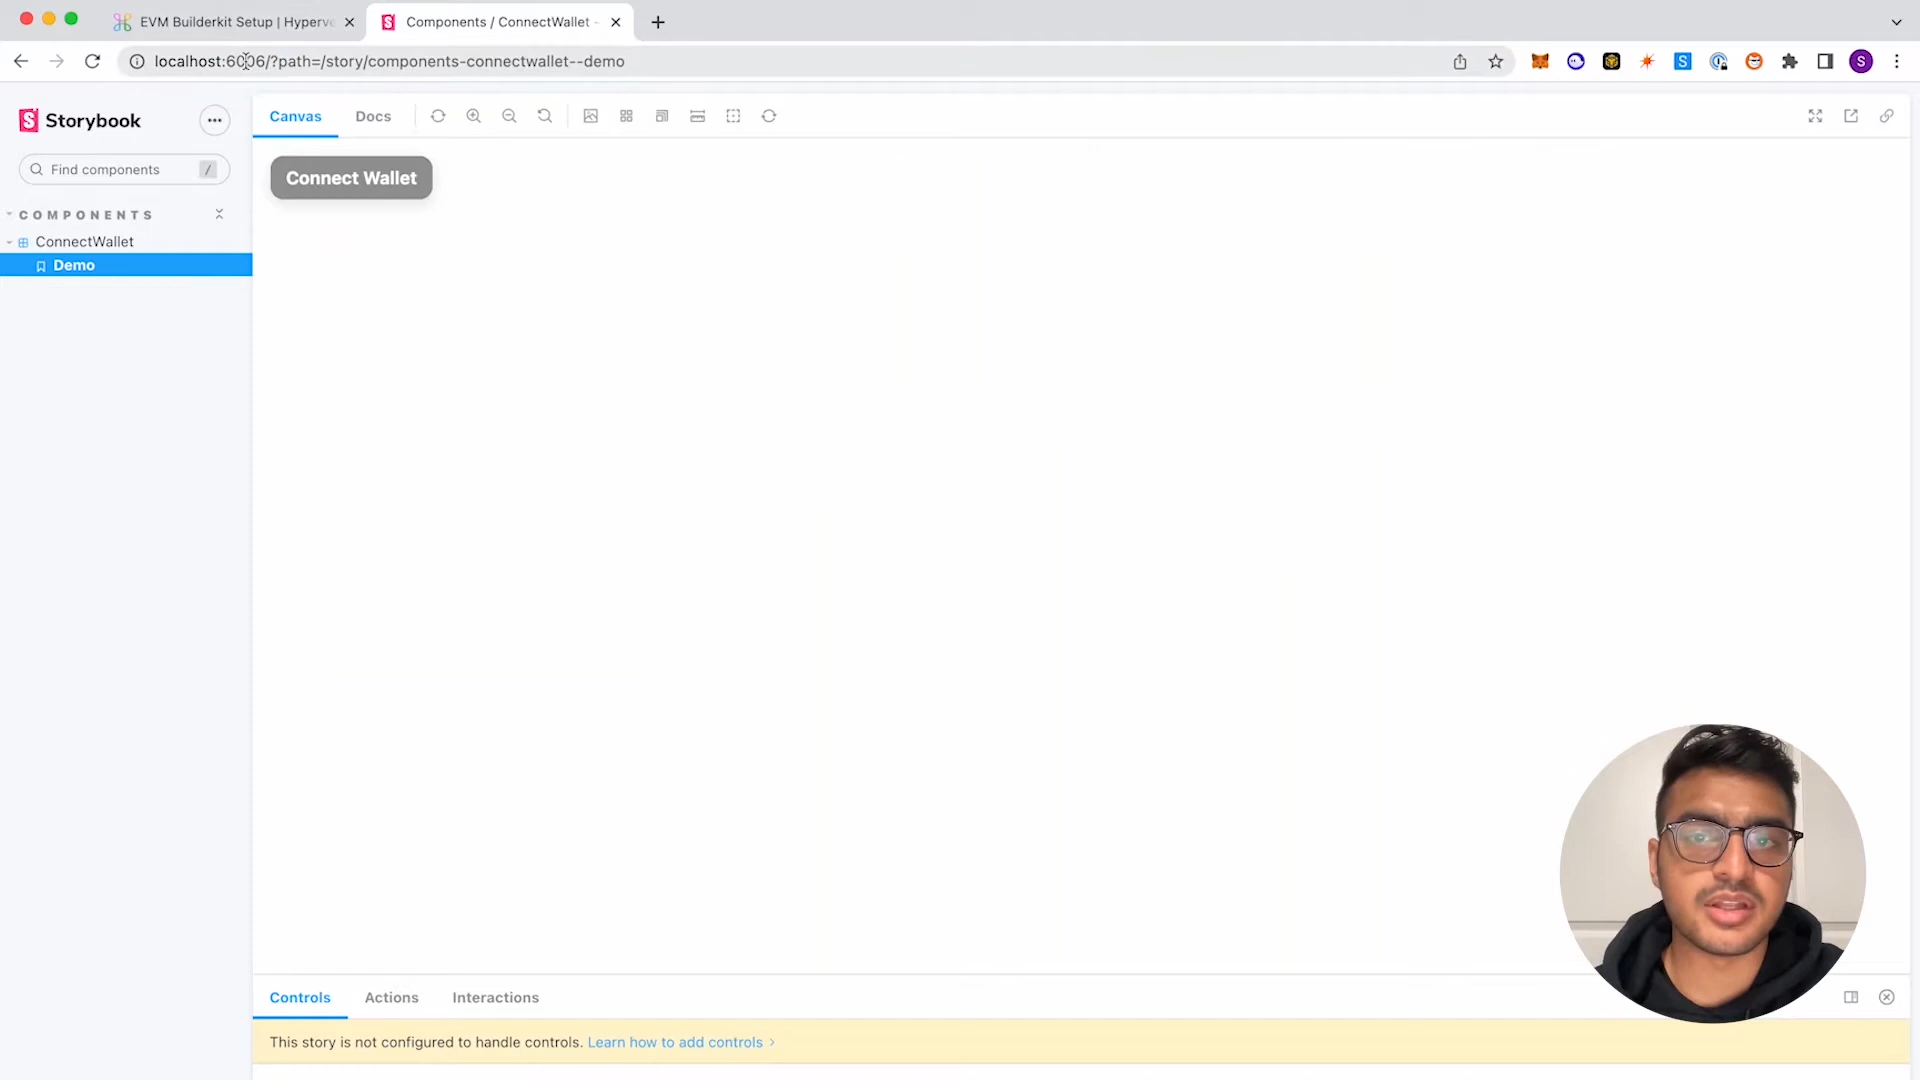 EVM Builderkit Setup | Hyperve
Components / ConnectWallet -
localhost:6006/?path=/story/components-connectwallet--demo
S
S
Storybook
Canvas
Docs
Find components
/
Connect Wallet
COMPONENTS
ConnectWallet
Demo
Controls
Actions
Interactions
This story is not configured to handle controls. Learn how to add controls